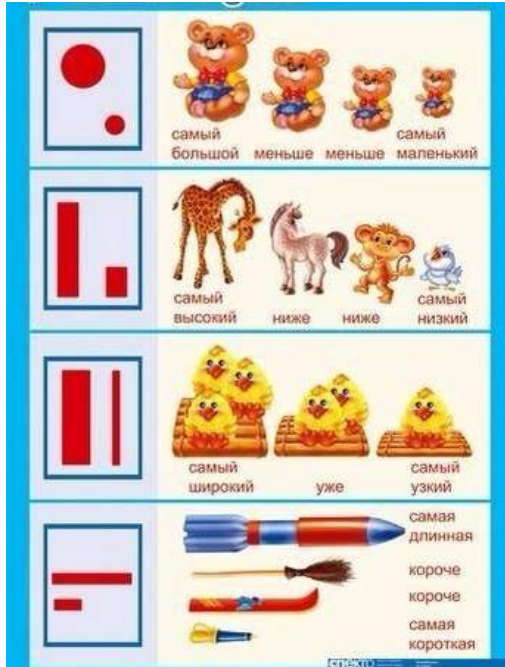 самый самый
большой меньше меньше маленький
самый самый
высокий ниже ниже низкий
самый самый
широкий уже узкий
самая
длинная
короче
короче
самая
короткая
спектр